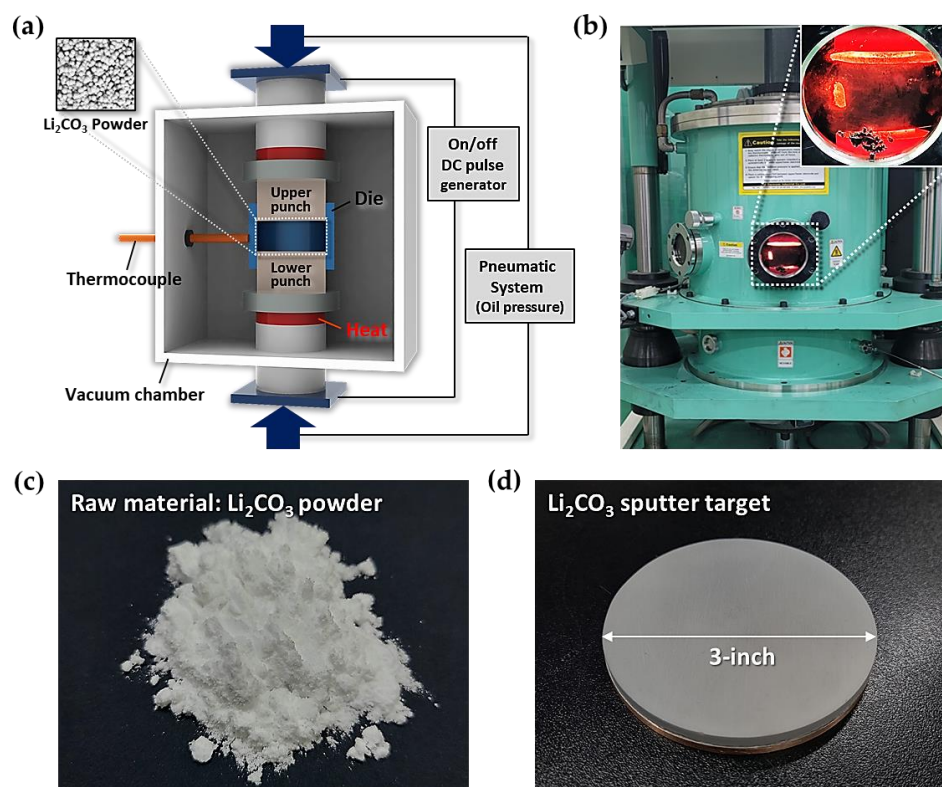 (a)
Li₂CO₃ Powder
Upper
punch
Die
Thermocouple
Lower
punch
Heat
Vacuum chamber
On/off
DC pulse
generator
Pneumatic
System
(Oil pressure)
(b)
Caution
(c)
Raw material: Li₂CO₃ powder
(d)
Li₂CO₃ sputter target
3-inch